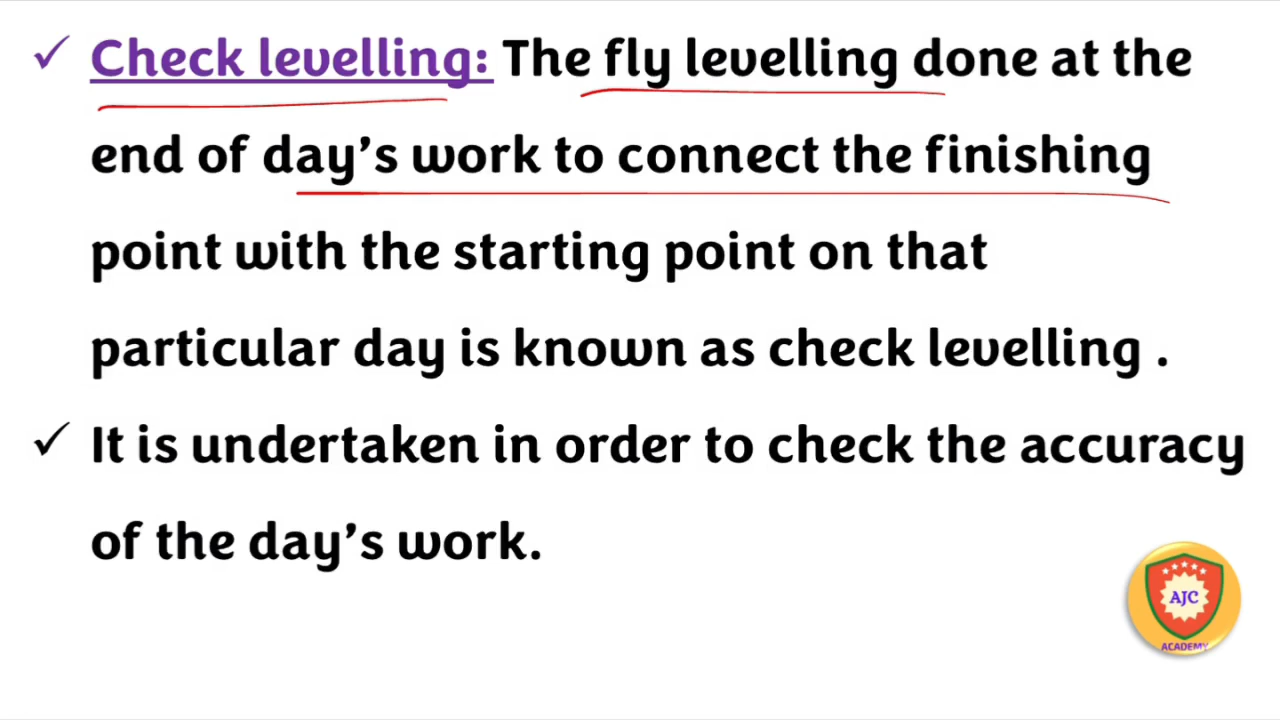 ✓ Check levelling: The fly levelling done at the
end of day's work to connect the finishing
point with the starting point on that
particular day is known as check levelling .
✓ It is undertaken in order to check the accuracy
of the day's work.
AJC
ACADEMY